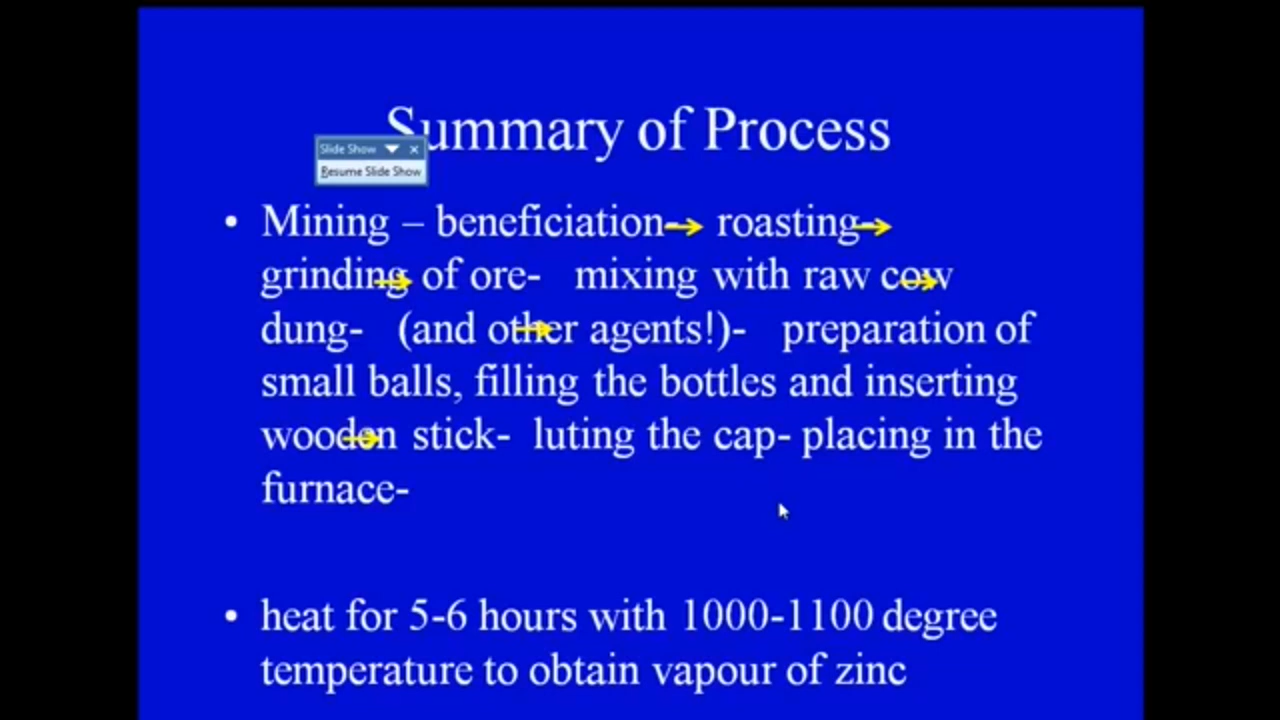 Summary of Process
Slide Show
Resume Slide Show
• Mining – beneficiation- roasting-
grinding of ore- mixing with raw cow
dung- (and other agents!)- preparation of
small balls, filling the bottles and inserting
wooden stick- luting the cap- placing in the
furnace-
• heat for 5-6 hours with 1000-1100 degree
temperature to obtain vapour of zinc